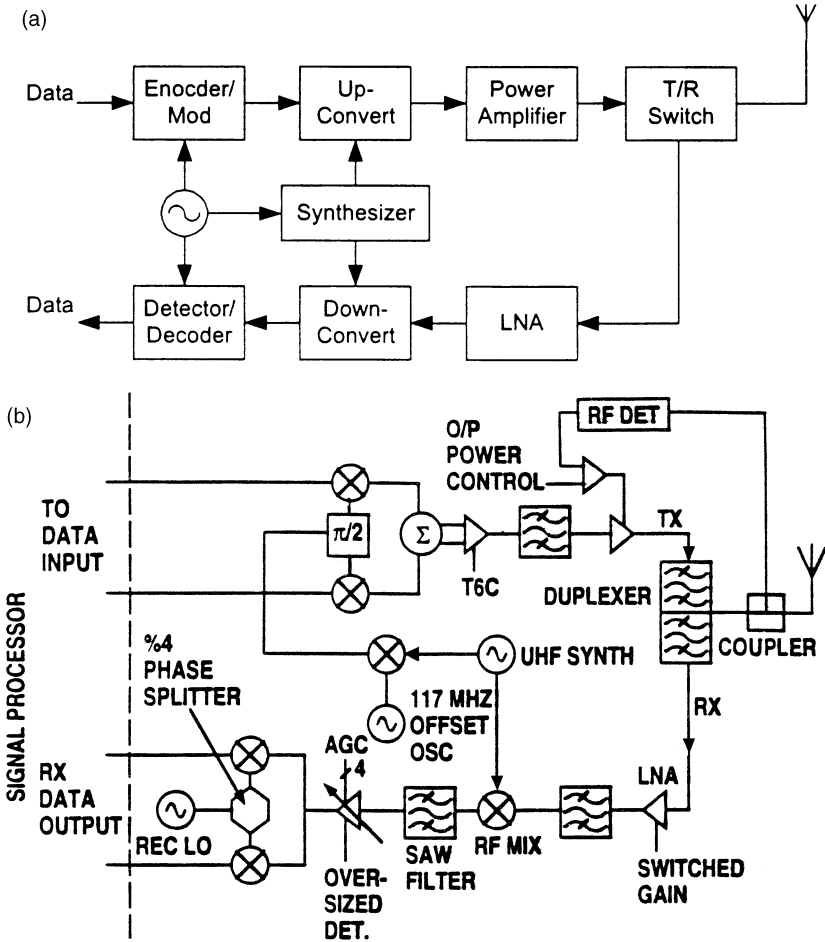 (a)
Data
Enocder/
Mod
Up-
Convert
Power
Amplifier
T/R
Switch
Synthesizer
Data
Detector/
Decoder
Down-
Convert
LNA
(b)
RF DET
O/P
POWER
CONTROL
TO
DATA
INPUT
π/2
Σ
T6C
TX
DUPLEXER
COUPLER
%4
PHASE
SPLITTER
UHF SYNTH
117 MHZ
OFFSET
OSC
RX
SIGNAL PROCESSOR
RX
DATA
OUTPUT
REC LO
AGC
4
OVER-
SIZED
DET.
SAW
FILTER
RF MIX
LNA
SWITCHED
GAIN